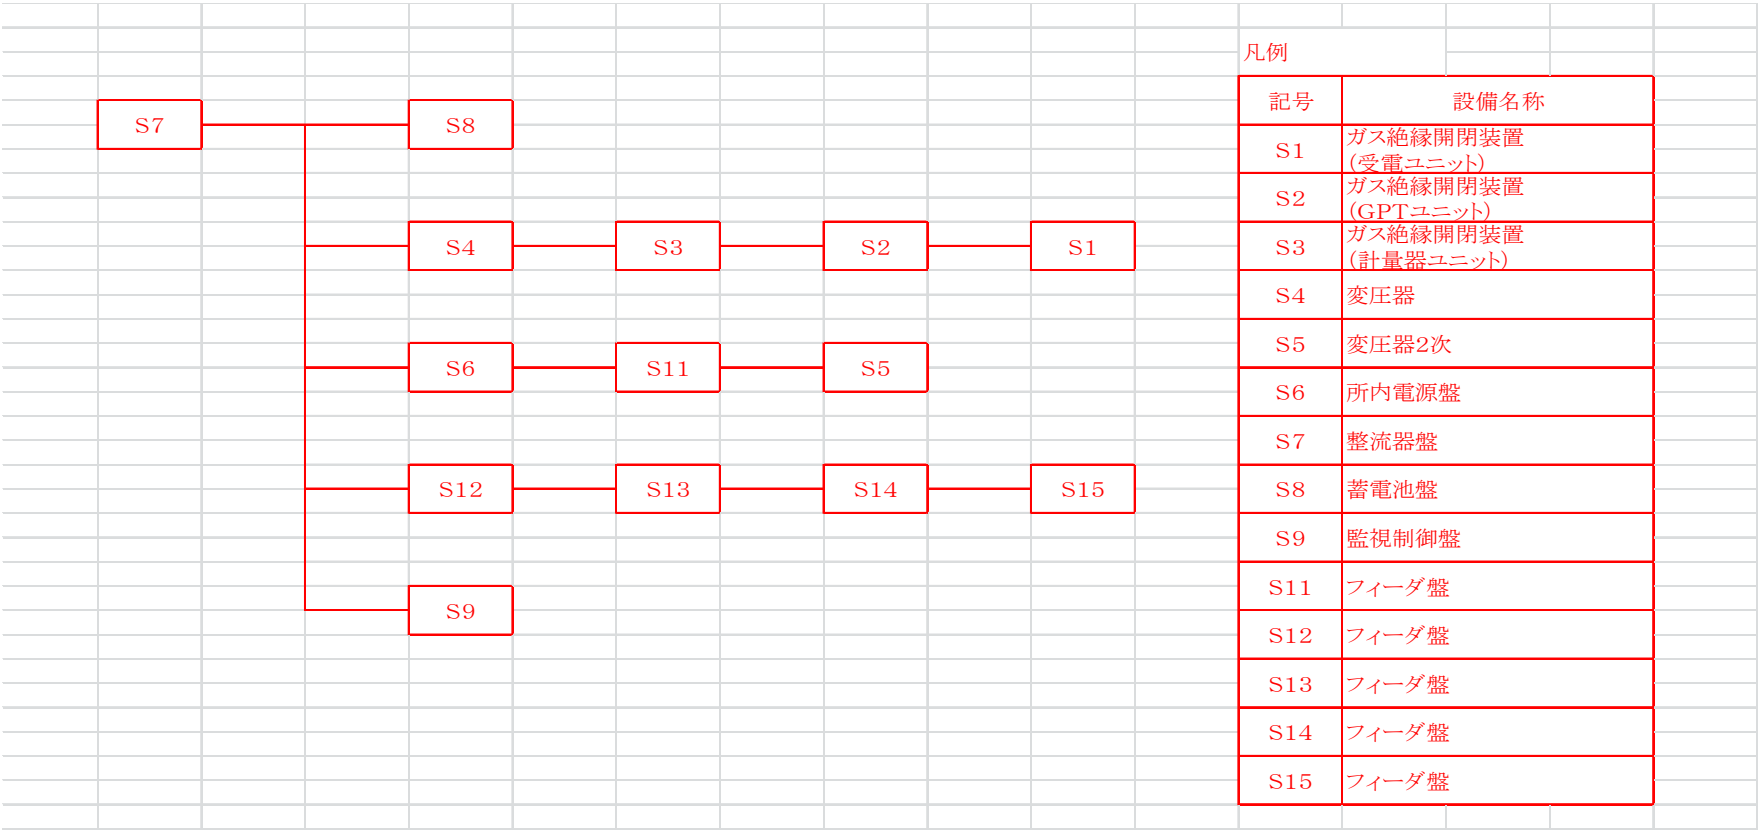 凡例
記号 設備名称
S7 S8
S1 ガス絶縁開閉装置
(受電ユニット)
S2 ガス絶縁開閉装置
(GPTユニット)
S4 S3 S2 S1
S3 ガス絶縁開閉装置
(計量器ユニット)
S4 変圧器
S5 変圧器2次
S6 S11 S5
S6 所内電源盤
S7 整流器盤
S12 S13 S14 S15
S8 蓄電池盤
S9 監視制御盤
S11 フィーダ盤
S9
S12 フィーダ盤
S13 フィーダ盤
S14 フィーダ盤
S15 フィーダ盤